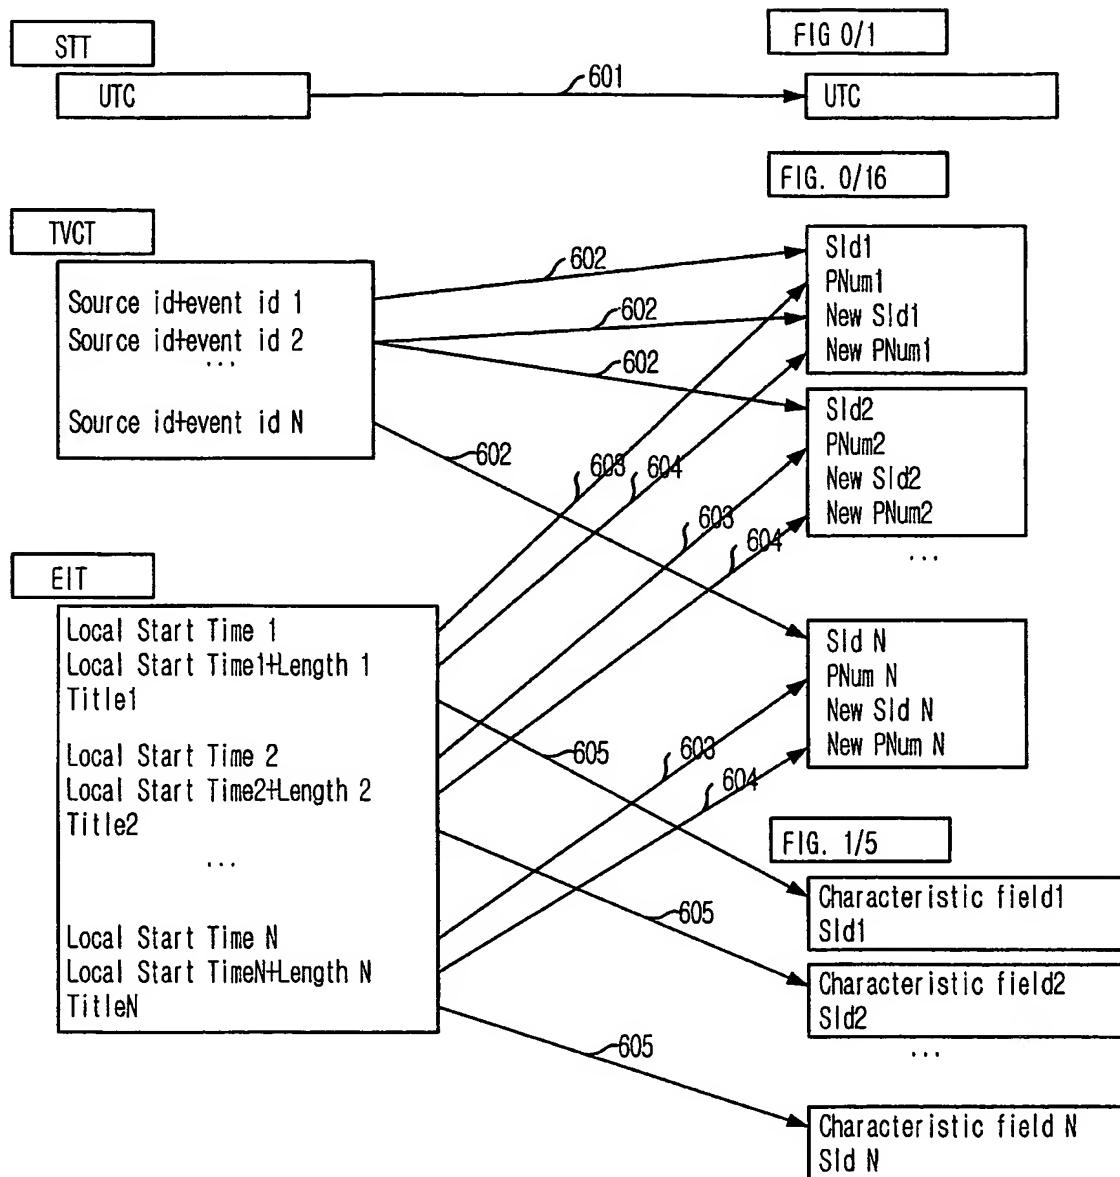 STT
FIG 0/1
UTC
601
UTC
FIG. 0/16
TVCT
Source id+event id 1
Source id+event id 2
...
Source id+event id N
602
602
602
602
SId1
PNum1
New SId1
New PNum1
SId2
PNum2
New SId2
New PNum2
...
603
604
603
604
EIT
Local Start Time 1
Local Start Time1+Length 1
Title1
Local Start Time 2
Local Start Time2+Length 2
Title2
...
Local Start Time N
Local Start TimeN+Length N
TitleN
SId N
PNum N
New SId N
New PNum N
605
603
604
FIG. 1/5
605
605
Characteristic field1
SId1
Characteristic field2
SId2
...
Characteristic field N
SId N